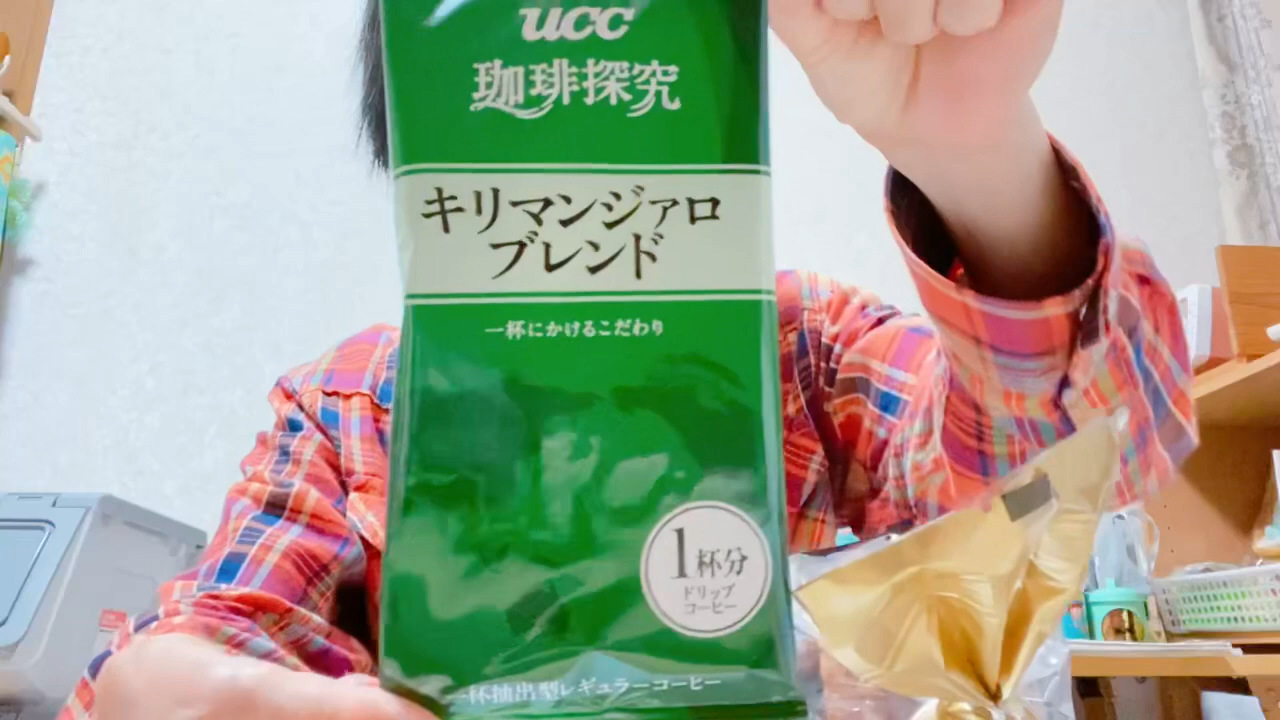 UCC
珈琲探究
キリマンジァロ
ブレンド
一杯にかけるこだわり
1杯分
ドリップ
コーヒー
一杯抽出型レギュラーコーヒー